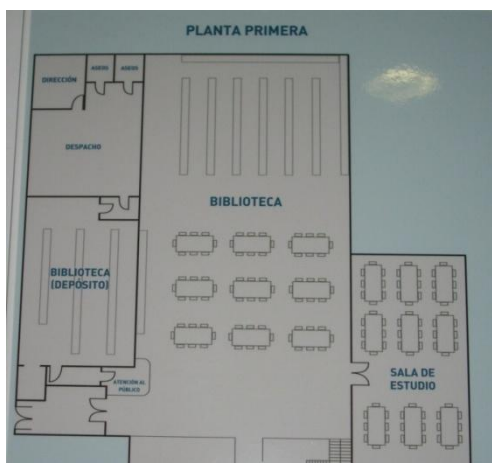 PLANTA PRIMERA
DIRECCIÓN
ASEOS
ASEOS
DESPACHO
BIBLIOTECA
BIBLIOTECA
(DEPÓSITO)
ATENCIÓN AL
PÚBLICO
SALA DE
ESTUDIO